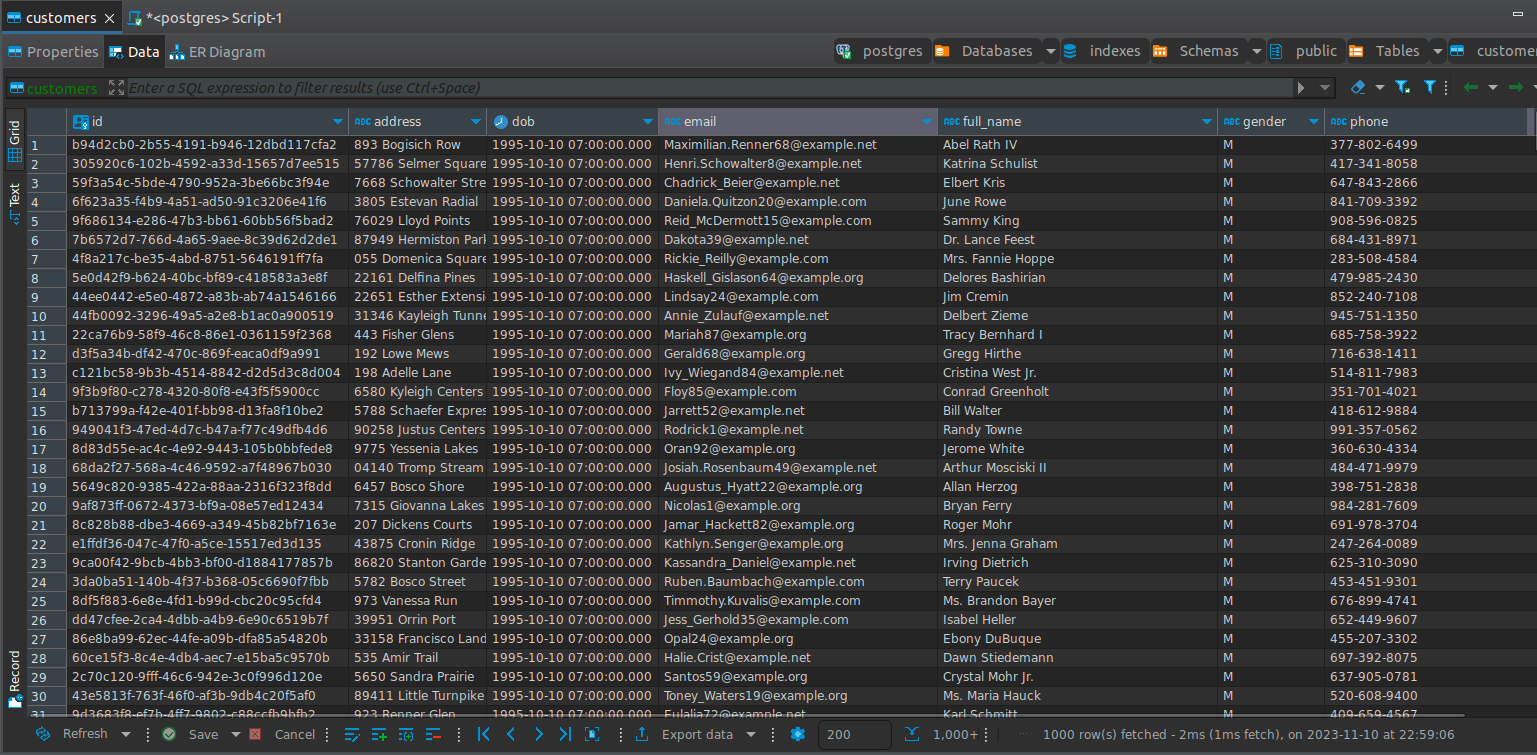 customers *<postgres> Script-1
Properties Data ER Diagram postgres Databases indexes Schemas public Tables custome
customers Enter a SQL expression to filter results (use Ctrl+Space)
Grid
Text
Record
id ABC address dob ABC email ABC full_name ABC gender ABC phone
1 b94d2cb0-2b55-4191-b946-12dbd117cfa2 893 Bogisich Row 1995-10-10 07:00:00.000 Maximilian.Renner68@example.net Abel Rath IV M 377-802-6499
2 305920c6-102b-4592-a33d-15657d7ee515 57786 Selmer Square 1995-10-10 07:00:00.000 Henri.Schowalter8@example.net Katrina Schulist M 417-341-8058
3 59f3a54c-5bde-4790-952a-3be66bc3f94e 7668 Schowalter Stre 1995-10-10 07:00:00.000 Chadrick_Beier@example.net Elbert Kris M 647-843-2866
4 6f623a35-f4b9-4a51-ad50-91c3206e41f6 3805 Estevan Radial 1995-10-10 07:00:00.000 Daniela.Quitzon20@example.com June Rowe M 841-709-3392
5 9f686134-e286-47b3-bb61-60bb56f5bad2 76029 Lloyd Points 1995-10-10 07:00:00.000 Reid_McDermott15@example.com Sammy King M 908-596-0825
6 7b6572d7-766d-4a65-9aee-8c39d62d2de1 87949 Hermiston Park 1995-10-10 07:00:00.000 Dakota39@example.net Dr. Lance Feest M 684-431-8971
7 4f8a217c-be35-4abd-8751-5646191ff7fa 055 Domenica Square 1995-10-10 07:00:00.000 Rickie_Reilly@example.com Mrs. Fannie Hoppe M 283-508-4584
8 5e0d42f9-b624-40bc-bf89-c418583a3e8f 22161 Delfina Pines 1995-10-10 07:00:00.000 Haskell_Gislason64@example.org Delores Bashirian M 479-985-2430
9 44ee0442-e5e0-4872-a83b-ab74a1546166 22651 Esther Extensi 1995-10-10 07:00:00.000 Lindsay24@example.com Jim Cremin M 852-240-7108
10 44fb0092-3296-49a5-a2e8-b1ac0a900519 31346 Kayleigh Tunne 1995-10-10 07:00:00.000 Annie_Zulauf@example.net Delbert Zieme M 945-751-1350
11 22ca76b9-58f9-46c8-86e1-0361159f2368 443 Fisher Glens 1995-10-10 07:00:00.000 Mariah87@example.org Tracy Bernhard I M 685-758-3922
12 d3f5a34b-df42-470c-869f-eaca0df9a991 192 Lowe Mews 1995-10-10 07:00:00.000 Gerald68@example.org Gregg Hirthe M 716-638-1411
13 c121bc58-9b3b-4514-8842-d2d5d3c8d004 198 Adelle Lane 1995-10-10 07:00:00.000 Ivy_Wiegand84@example.net Cristina West Jr. M 514-811-7983
14 9f3b9f80-c278-4320-80f8-e43f5f5900cc 6580 Kyleigh Centers 1995-10-10 07:00:00.000 Floy85@example.com Conrad Greenholt M 351-701-4021
15 b713799a-f42e-401f-bb98-d13fa8f10be2 5788 Schaefer Expres 1995-10-10 07:00:00.000 Jarrett52@example.net Bill Walter M 418-612-9884
16 949041f3-47ed-4d7c-b47a-f77c49dfb4d6 90258 Justus Centers 1995-10-10 07:00:00.000 Rodrick1@example.net Randy Towne M 991-357-0562
17 8d83d55e-ac4c-4e92-9443-105b0bbfede8 9775 Yessenia Lakes 1995-10-10 07:00:00.000 Oran92@example.org Jerome White M 360-630-4334
18 68da2f27-568a-4c46-9592-a7f48967b030 04140 Tromp Stream 1995-10-10 07:00:00.000 Josiah.Rosenbaum49@example.net Arthur Mosciski II M 484-471-9979
19 5649c820-9385-422a-88aa-2316f323f8dd 6457 Bosco Shore 1995-10-10 07:00:00.000 Augustus_Hyatt22@example.org Allan Herzog M 398-751-2838
20 9af873ff-0672-4373-bf9a-08e57ed12434 7315 Giovanna Lakes 1995-10-10 07:00:00.000 Nicolas1@example.org Bryan Ferry M 984-281-7609
21 8c828b88-dbe3-4669-a349-45b82bf7163e 207 Dickens Courts 1995-10-10 07:00:00.000 Jamar_Hackett82@example.org Roger Mohr M 691-978-3704
22 e1ffdf36-047c-47f0-a5ce-15517ed3d135 43875 Cronin Ridge 1995-10-10 07:00:00.000 Kathlyn.Senger@example.org Mrs. Jenna Graham M 247-264-0089
23 9ca00f42-9bcb-4bb3-bf00-d1884177857b 86820 Stanton Garde 1995-10-10 07:00:00.000 Kassandra_Daniel@example.net Irving Dietrich M 625-310-3090
24 3da0ba51-140b-4f37-b368-05c6690f7fbb 5782 Bosco Street 1995-10-10 07:00:00.000 Ruben.Baumbach@example.com Terry Paucek M 453-451-9301
25 8df5f883-6e8e-4fd1-b99d-cbc20c95cfd4 973 Vanessa Run 1995-10-10 07:00:00.000 Timmothy.Kuvalis@example.com Ms. Brandon Bayer M 676-899-4741
26 dd47cfee-2ca4-4dbb-a4b9-6e90c6519b7f 39951 Orrin Port 1995-10-10 07:00:00.000 Jess_Gerhold35@example.com Isabel Heller M 652-449-9607
27 86e8ba99-62ec-44fe-a09b-dfa85a54820b 33158 Francisco Land 1995-10-10 07:00:00.000 Opal24@example.org Ebony DuBuque M 455-207-3302
28 60ce15f3-8c4e-4db4-aec7-e15ba5c9570b 535 Amir Trail 1995-10-10 07:00:00.000 Halie.Crist@example.net Dawn Stiedemann M 697-392-8075
29 2c70c120-9fff-46c6-942e-3c0f996d120e 5650 Sandra Prairie 1995-10-10 07:00:00.000 Santos59@example.org Crystal Mohr Jr. M 637-905-0781
30 43e5813f-763f-46f0-af3b-9db4c20f5af0 89411 Little Turnpike 1995-10-10 07:00:00.000 Toney_Waters19@example.org Ms. Maria Hauck M 520-608-9400
31 9d3683f8-ef7b-4ff7-9802-c88ccfb9bfb2 923 Renner Glen 1995-10-10 07:00:00.000 Eulalia72@example.net Karl Schmitt M 409-659-4567
Refresh Save Cancel Export data 200 1,000+ 1000 row(s) fetched - 2ms (1ms fetch), on 2023-11-10 at 22:59:06